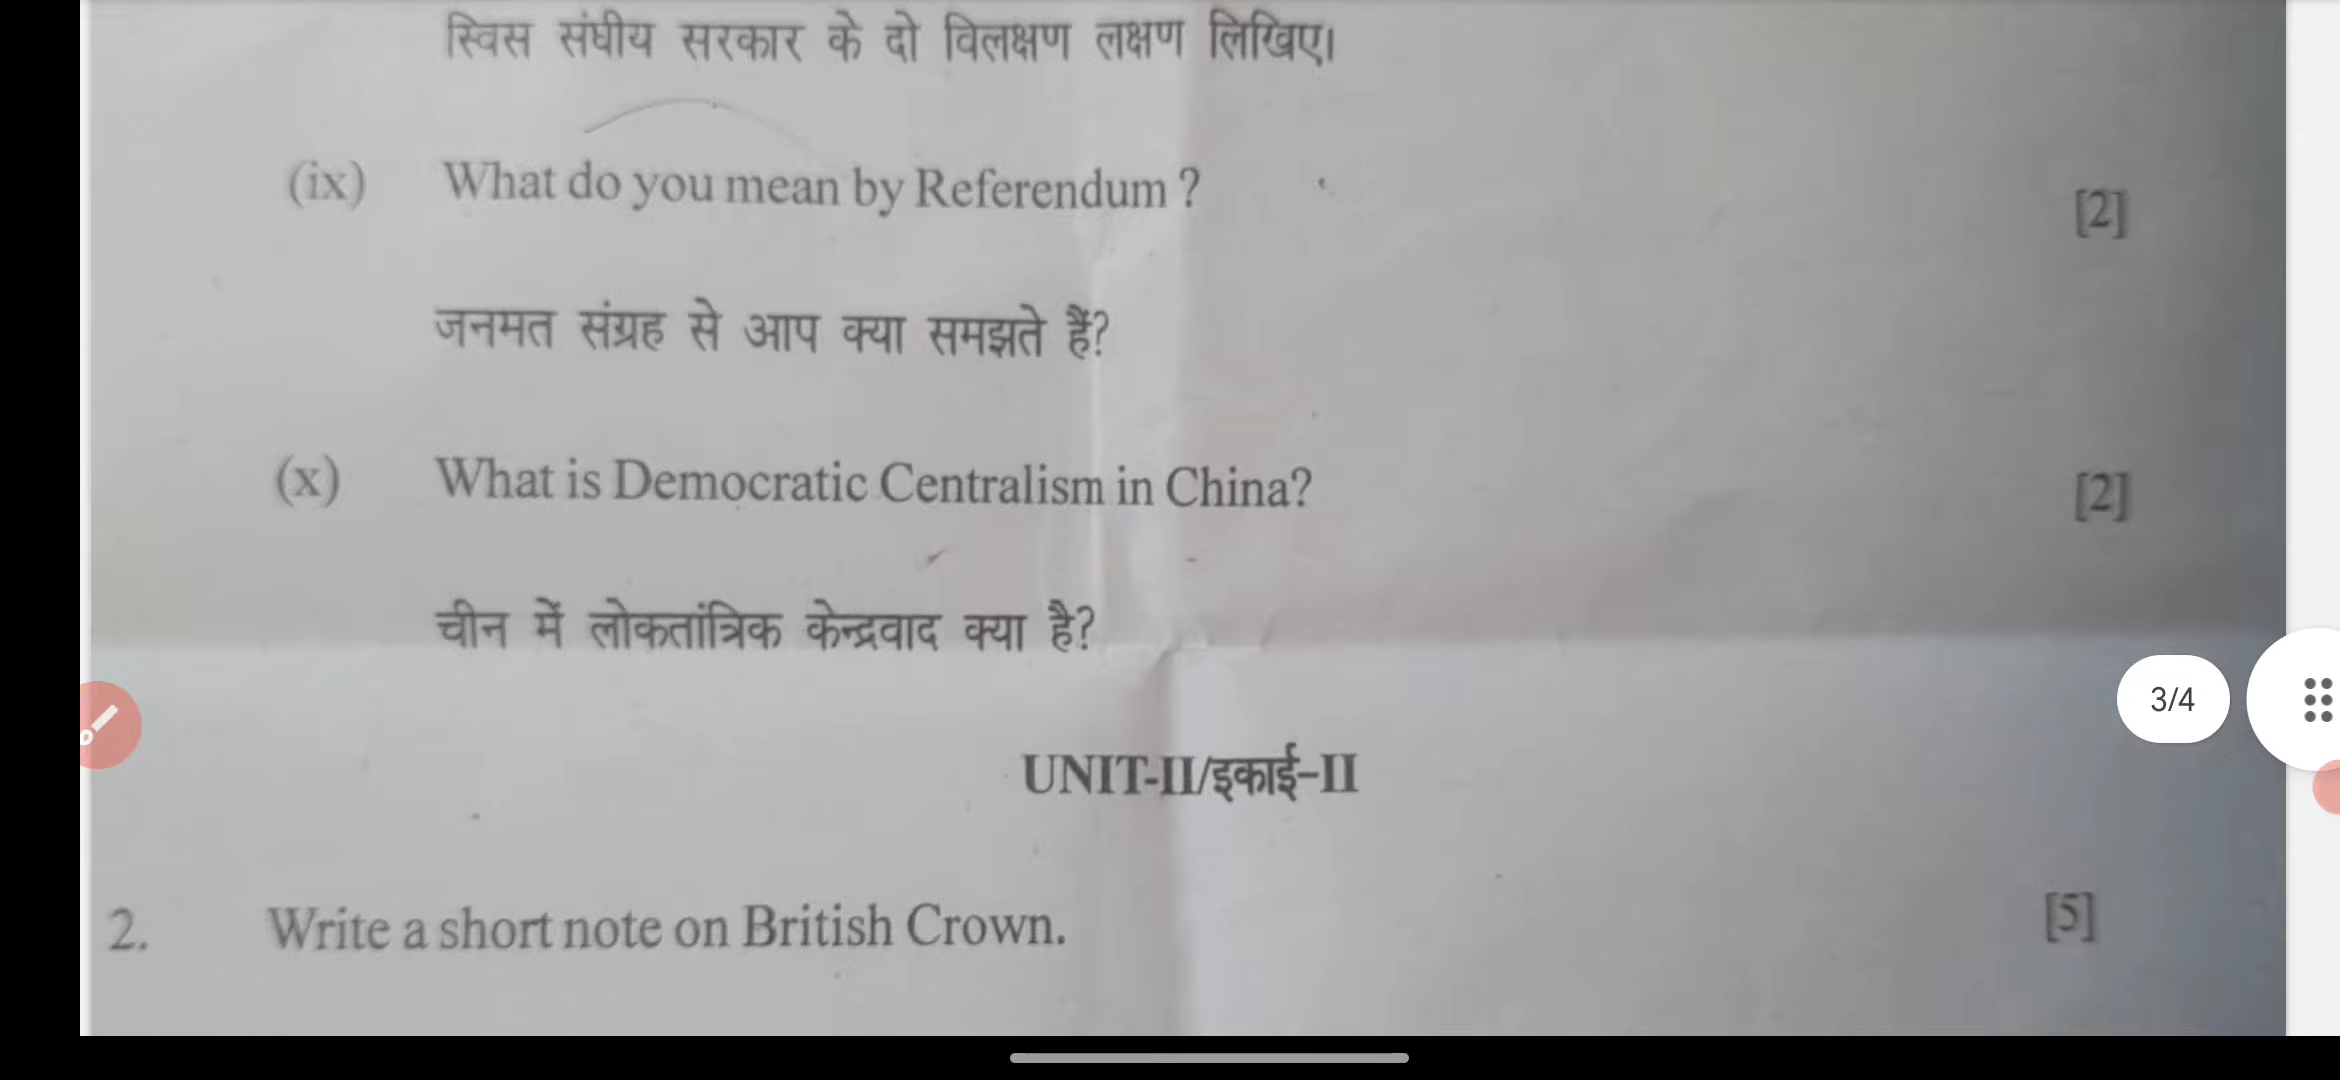 स्विस संघीय सरकार के दो विलक्षण लक्षण लिखिए।
(ix) What do you mean by Referendum ? [2]
जनमत संग्रह से आप क्या समझते हैं?
(x) What is Democratic Centralism in China? [2]
चीन में लोकतांत्रिक केन्द्रवाद क्या है?
3/4
UNIT-II/इकाई-II
2. Write a short note on British Crown. [5]